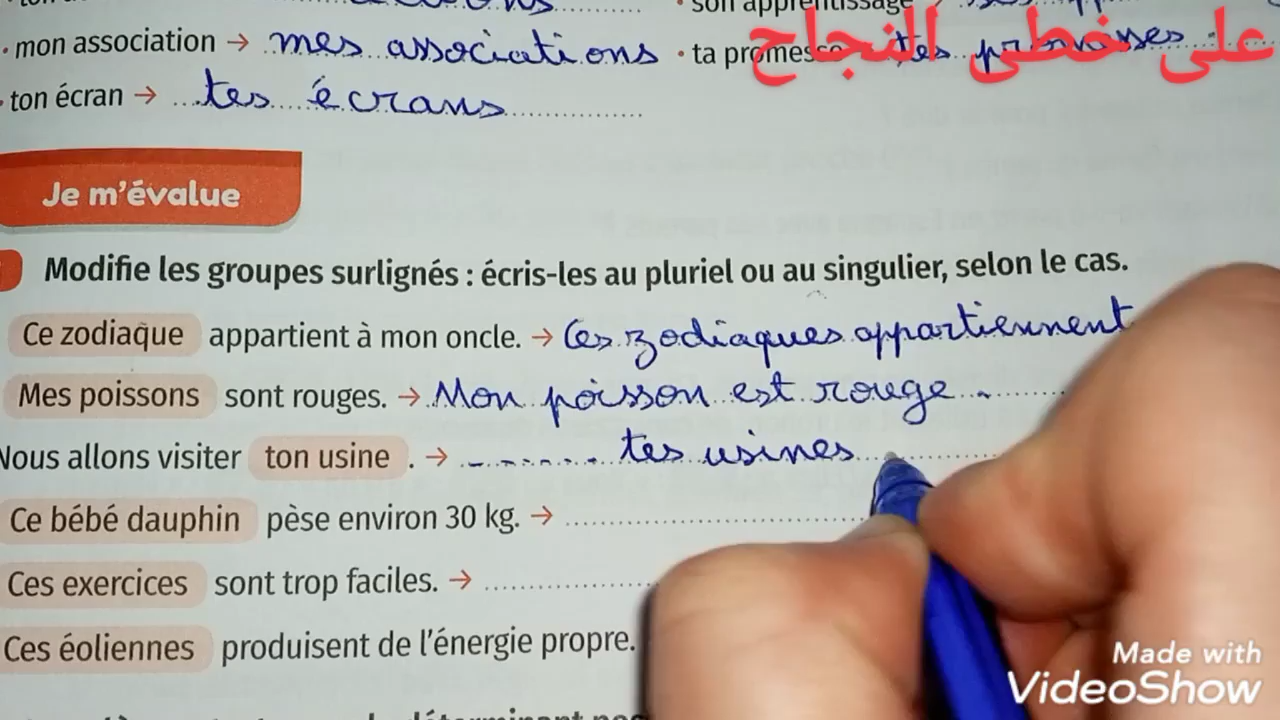 son apprentissage →
• mon association → mes associations • ta promesse tes promesses
على خطى النجاح
• ton écran → tes écrans
Je m'évalue
Modifie les groupes surlignés : écris-les au pluriel ou au singulier, selon le cas.
Ce zodiaque appartient à mon oncle. → Ces zodiaques appartiennent
Mes poissons sont rouges. → Mon poisson est rouge.
Nous allons visiter ton usine . → ....... tes usines
Ce bébé dauphin pèse environ 30 kg. →
Ces exercices sont trop faciles. →
Ces éoliennes produisent de l'énergie propre.
Made with
VideoShow